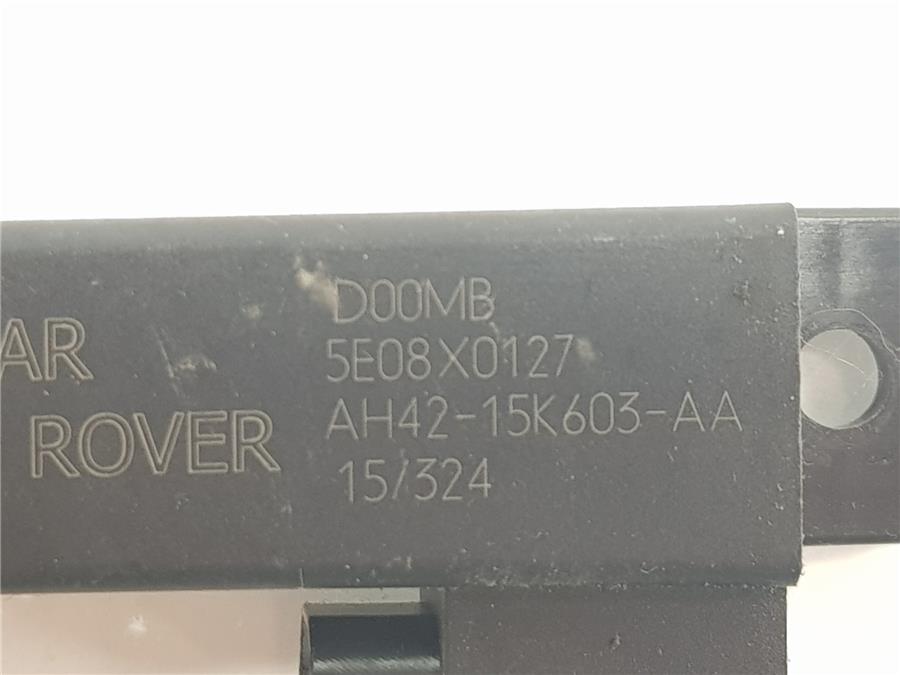 AR
ROVER
D00MB
5E08X0127
AH42-15K603-AA
15/324